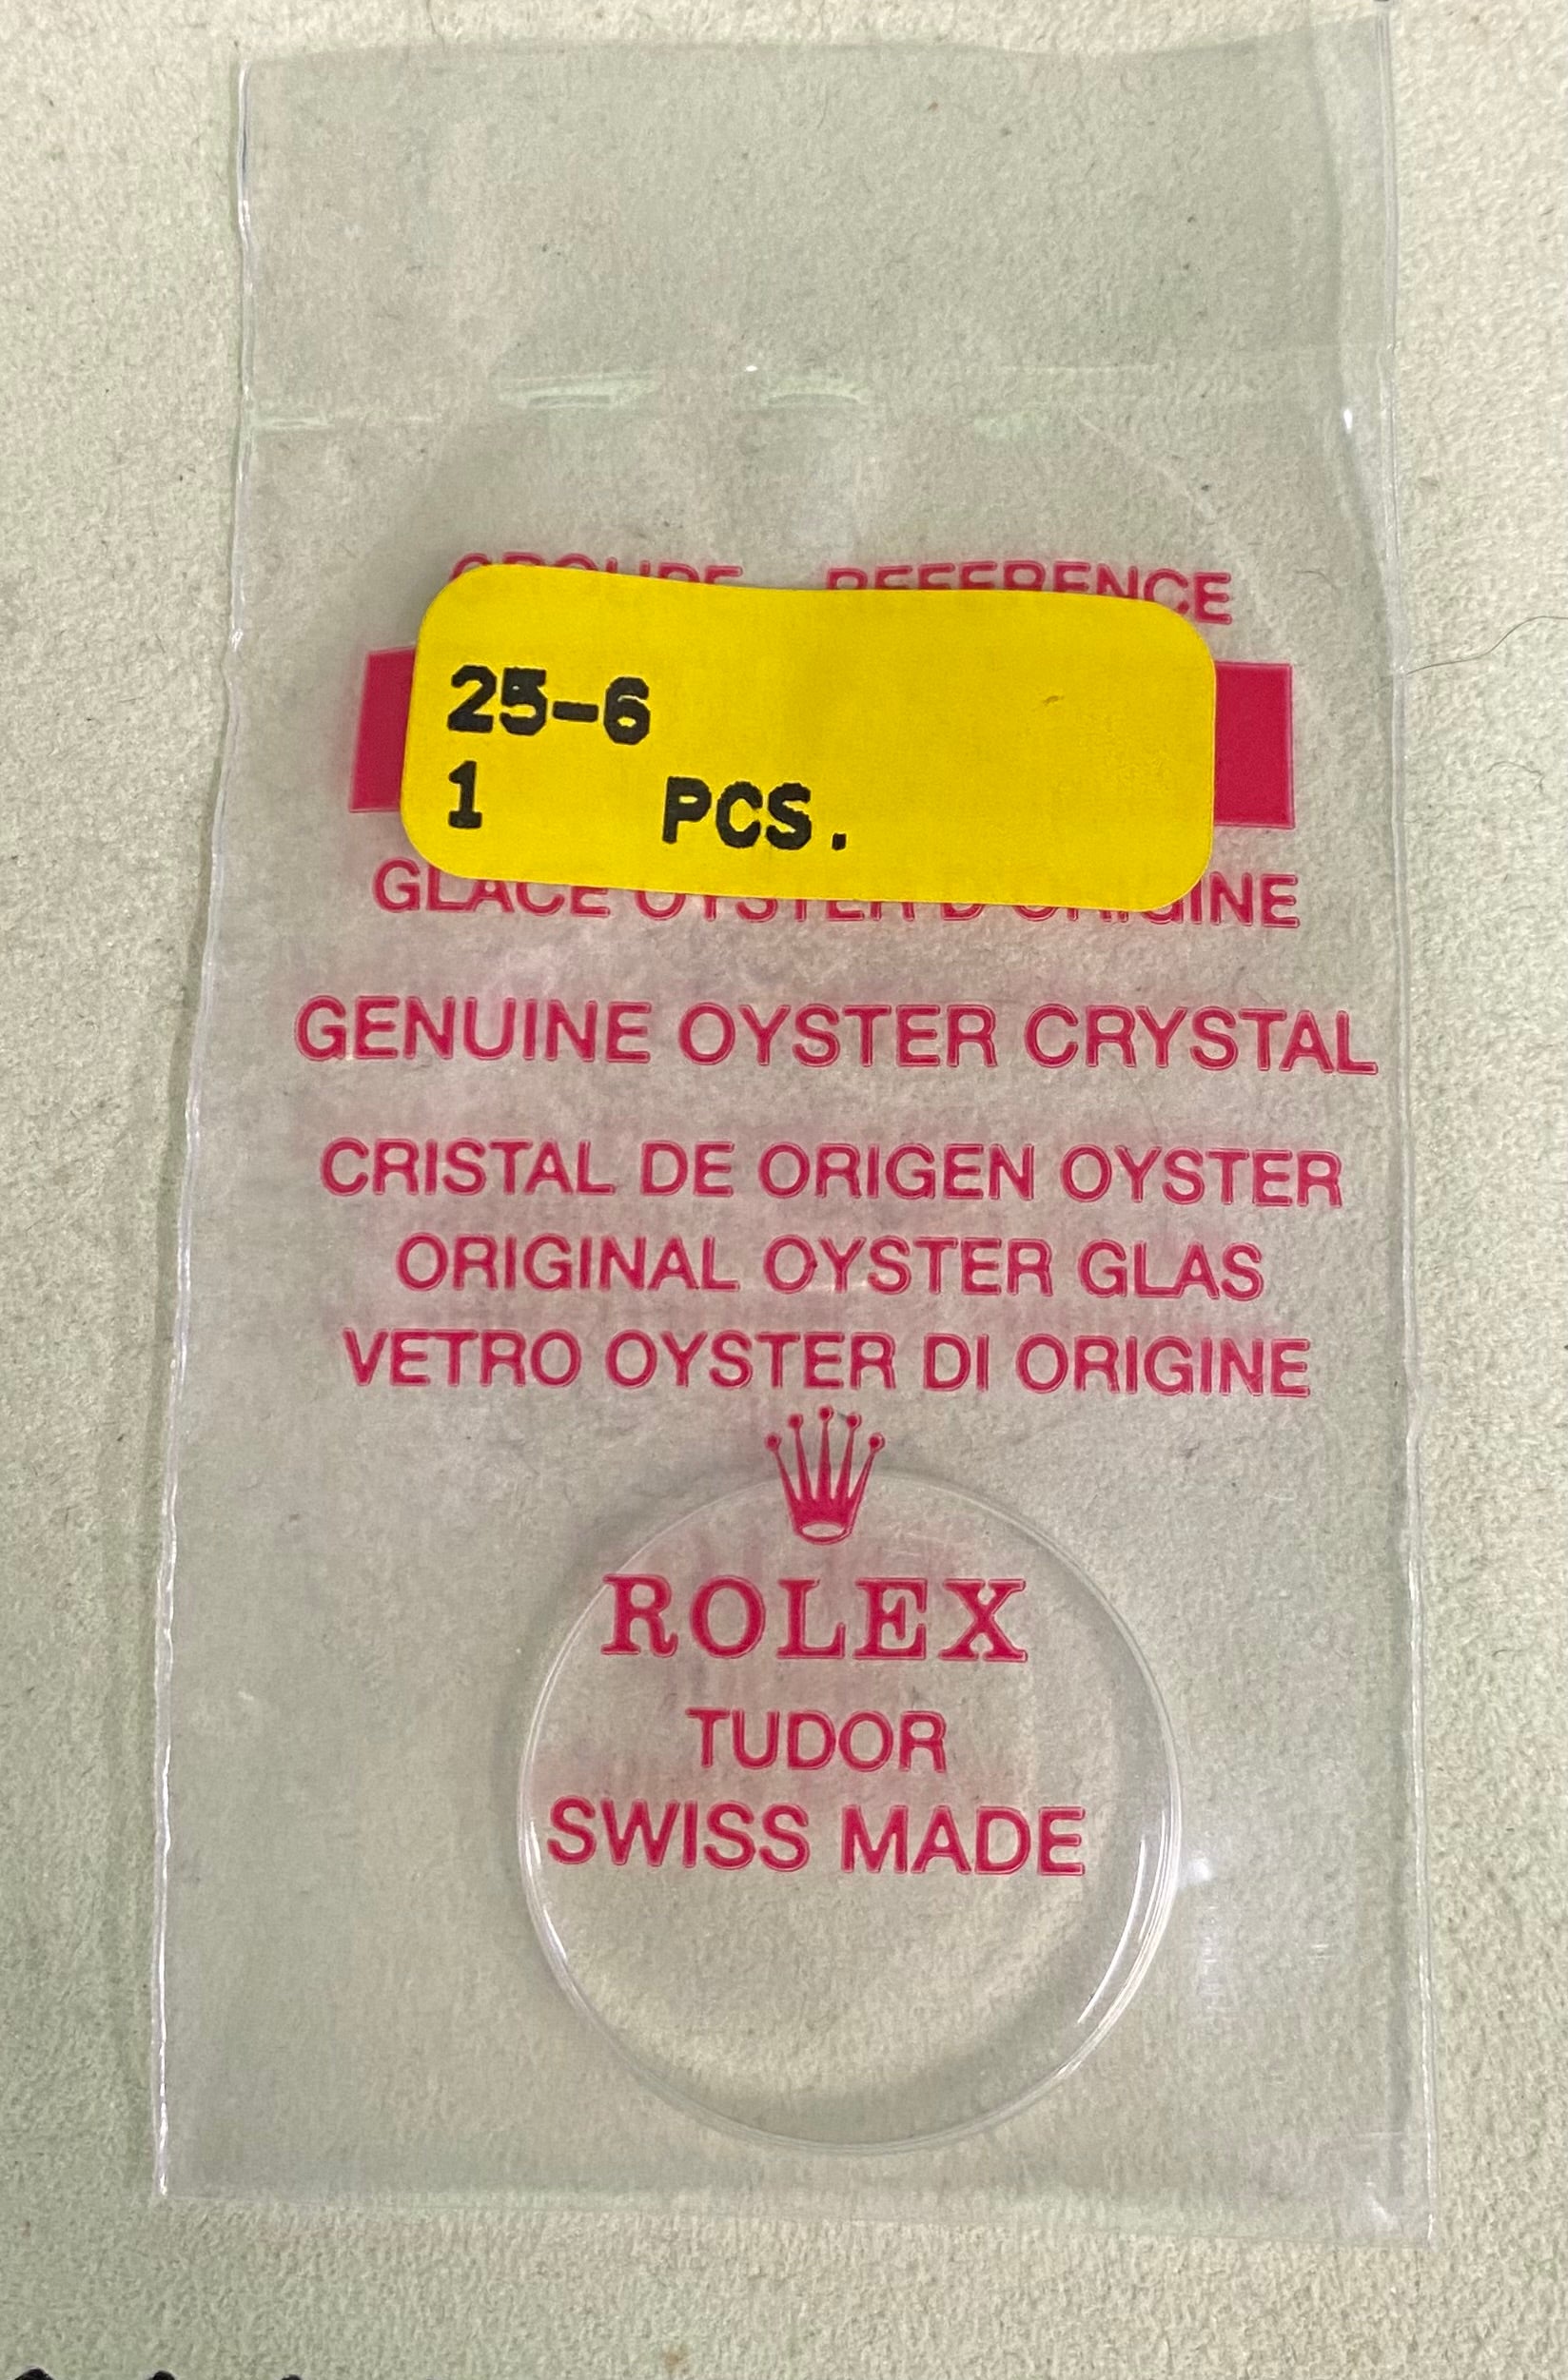 GROUPE REFERENCE
25-6
1 PCS.
GLACE OYSTER D'ORIGINE
GENUINE OYSTER CRYSTAL
CRISTAL DE ORIGEN OYSTER
ORIGINAL OYSTER GLAS
VETRO OYSTER DI ORIGINE
ROLEX
TUDOR
SWISS MADE